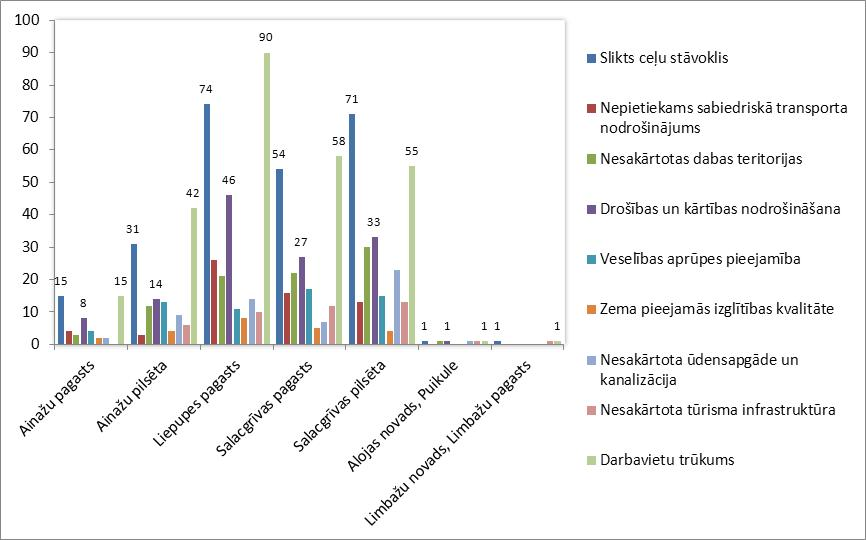 100
90
80
70
60
50
40
30
20
10
0
15
8
15
31
14
42
74
46
90
54
27
58
71
33
55
1
1
1
1
1
Ainažu pagasts
Ainažu pilsēta
Liepupes pagasts
Salacgrīvas pagasts
Salacgrīvas pilsēta
Alojas novads, Puikule
Limbažu novads, Limbažu pagasts
Slikts ceļu stāvoklis
Nepietiekams sabiedriskā transporta
nodrošinājums
Nesakārtotas dabas teritorijas
Drošības un kārtības nodrošināšana
Veselības aprūpes pieejamība
Zema pieejamās izglītības kvalitāte
Nesakārtota ūdensapgāde un
kanalizācija
Nesakārtota tūrisma infrastruktūra
Darbavietu trūkums